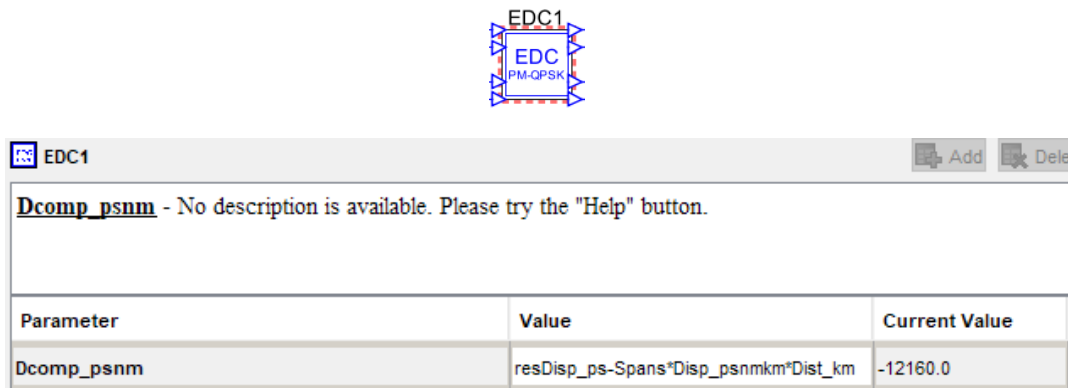 EDC1
EDC
PM-QPSK
EDC1 Add Dele
Dcomp_psnm - No description is available. Please try the "Help" button.
Parameter Value Current Value
Dcomp_psnm resDisp_ps-Spans*Disp_psnmkm*Dist_km -12160.0